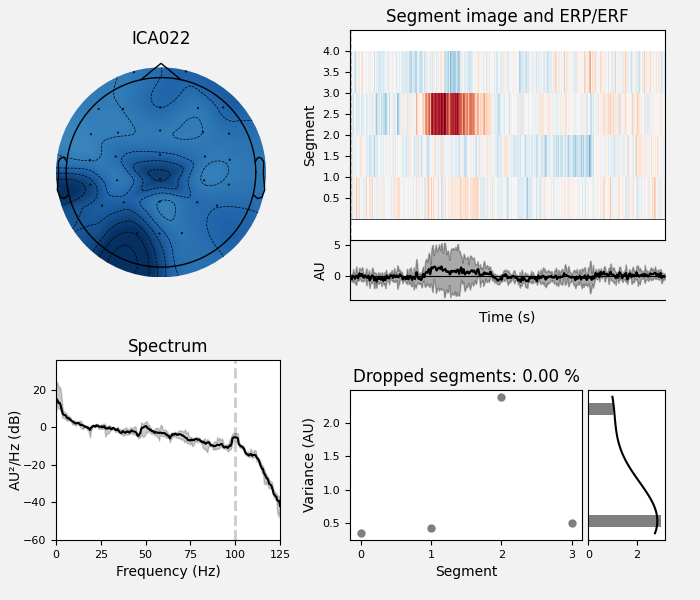 ICA022
Segment image and ERP/ERF
Segment
4.0
3.5
3.0
2.5
2.0
1.5
1.0
0.5
AU
5
0
Time (s)
Spectrum
AU²/Hz (dB)
20
0
−20
−40
−60
0 25 50 75 100 125
Frequency (Hz)
Dropped segments: 0.00 %
Variance (AU)
2.0
1.5
1.0
0.5
0 1 2 3
Segment
0 2